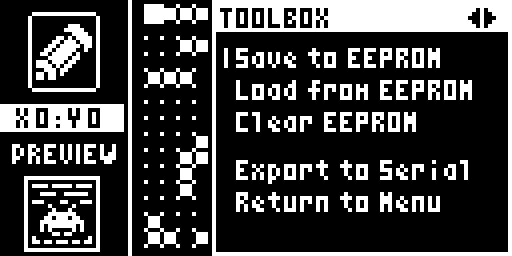 X0:Y0
PREVIEW
TOOLBOX
Save to EEPROM
Load from EEPROM
Clear EEPROM
Export to Serial
Return to Menu